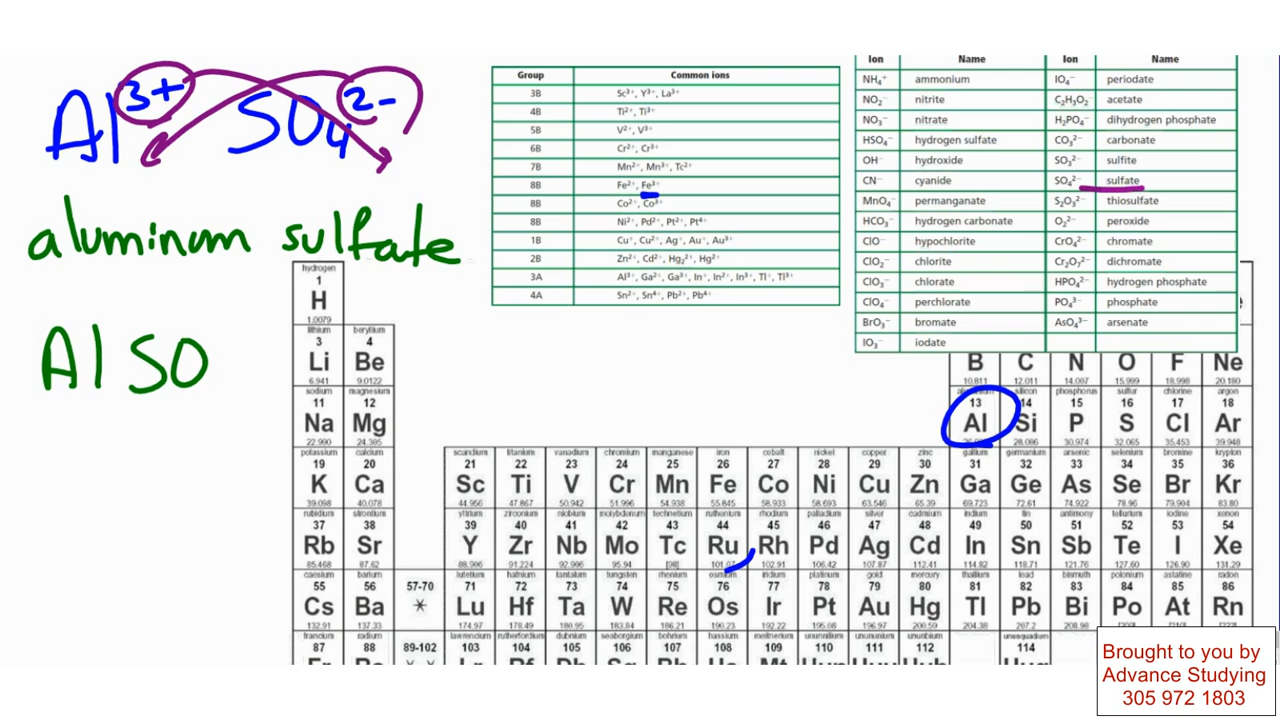 Al3+ SO42-
aluminum sulfate
Al SO
Group Common ions
3B Sc³⁺, Y³⁺, La³⁺
4B Ti²⁺, Ti³⁺
5B V²⁺, V³⁺
6B Cr²⁺, Cr³⁺
7B Mn²⁺, Mn³⁺, Tc²⁺
8B Fe²⁺, Fe³⁺
8B Co²⁺, Co³⁺
8B Ni²⁺, Pd²⁺, Pt²⁺, Pt⁴⁺
1B Cu⁺, Cu²⁺, Ag⁺, Au⁺, Au³⁺
2B Zn²⁺, Cd²⁺, Hg₂²⁺, Hg²⁺
3A Al³⁺, Ga²⁺, Ga³⁺, In⁺, In²⁺, In³⁺, Tl⁺, Tl³⁺
4A Sn²⁺, Sn⁴⁺, Pb²⁺, Pb⁴⁺
Ion Name Ion Name
NH₄⁺ ammonium IO₄⁻ periodate
NO₂⁻ nitrite C₂H₃O₂⁻ acetate
NO₃⁻ nitrate H₂PO₄⁻ dihydrogen phosphate
HSO₄⁻ hydrogen sulfate CO₃²⁻ carbonate
OH⁻ hydroxide SO₃²⁻ sulfite
CN⁻ cyanide SO₄²⁻ sulfate
MnO₄⁻ permanganate S₂O₃²⁻ thiosulfate
HCO₃⁻ hydrogen carbonate O₂²⁻ peroxide
ClO⁻ hypochlorite CrO₄²⁻ chromate
ClO₂⁻ chlorite Cr₂O₇²⁻ dichromate
ClO₃⁻ chlorate HPO₄²⁻ hydrogen phosphate
ClO₄⁻ perchlorate PO₄³⁻ phosphate
BrO₃⁻ bromate AsO₄³⁻ arsenate
IO₃⁻ iodate
hydrogen
1
H
1.0079
lithium beryllium
3 4
Li Be B C N O F Ne
6.941 9.0122 10.811 12.011 14.007 15.999 18.998 20.180
sodium magnesium silicon phosphorus sulfur chlorine argon
11 12 13 14 15 16 17 18
Na Mg Al Si P S Cl Ar
22.990 24.305 28.086 30.974 32.065 35.453 39.948
potassium calcium scandium titanium vanadium chromium manganese iron cobalt nickel copper zinc gallium germanium arsenic selenium bromine krypton
19 20 21 22 23 24 25 26 27 28 29 30 31 32 33 34 35 36
K Ca Sc Ti V Cr Mn Fe Co Ni Cu Zn Ga Ge As Se Br Kr
39.098 40.078 44.956 47.867 50.942 51.996 54.938 55.845 58.933 58.693 63.546 65.39 69.723 72.61 74.922 78.96 79.904 83.80
rubidium strontium yttrium zirconium niobium molybdenum technetium ruthenium rhodium palladium silver cadmium indium tin antimony tellurium iodine xenon
37 38 39 40 41 42 43 44 45 46 47 48 49 50 51 52 53 54
Rb Sr Y Zr Nb Mo Tc Ru Rh Pd Ag Cd In Sn Sb Te I Xe
85.468 87.62 88.906 91.224 92.906 95.94 [98] 102.91 106.42 107.87 112.41 114.82 118.71 121.76 127.60 126.90 131.29
caesium barium lutetium hafnium tantalum tungsten rhenium osmium iridium platinum gold mercury thallium lead bismuth polonium astatine radon
55 56 57-70 71 72 73 74 75 76 77 78 79 80 81 82 83 84 85 86
Cs Ba * Lu Hf Ta W Re Os Ir Pt Au Hg Tl Pb Bi Po At Rn
132.91 137.33 174.97 178.49 180.95 183.84 186.21 190.23 192.22 195.08 196.97 200.59 204.38 207.2 208.98
francium radium lawrencium rutherfordium dubnium seaborgium bohrium hassium meitnerium ununnilium unununium ununbium ununquadium
87 88 89-102 103 104 105 106 107 108 109 110 111 112 114
Brought to you by
Advance Studying
305 972 1803